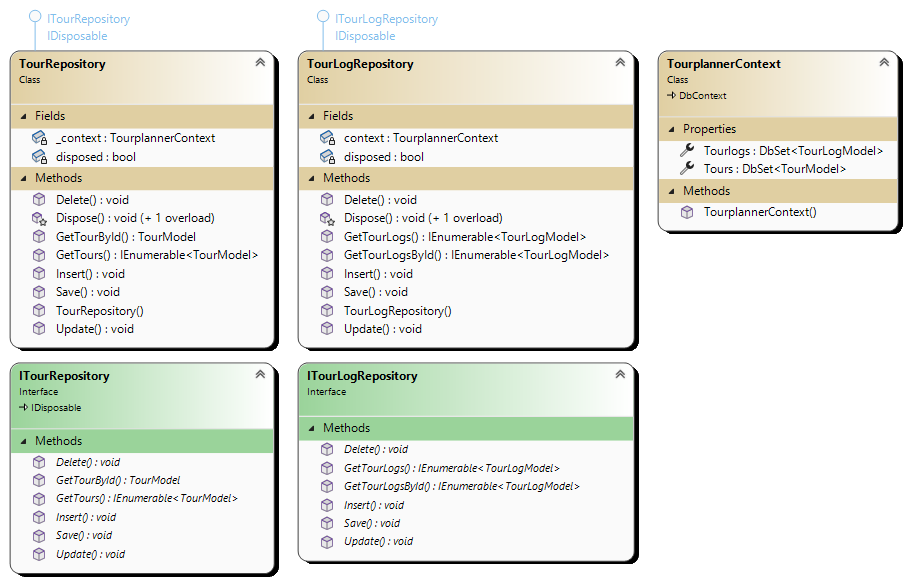 ITourRepository
IDisposable
TourRepository
Class
Fields
_context : TourplannerContext
disposed : bool
Methods
Delete() : void
Dispose() : void (+ 1 overload)
GetTourById() : TourModel
GetTours() : IEnumerable<TourModel>
Insert() : void
Save() : void
TourRepository()
Update() : void
ITourLogRepository
IDisposable
TourLogRepository
Class
Fields
context : TourplannerContext
disposed : bool
Methods
Delete() : void
Dispose() : void (+ 1 overload)
GetTourLogs() : IEnumerable<TourLogModel>
GetTourLogsById() : IEnumerable<TourLogModel>
Insert() : void
Save() : void
TourLogRepository()
Update() : void
TourplannerContext
Class
DbContext
Properties
Tourlogs : DbSet<TourLogModel>
Tours : DbSet<TourModel>
Methods
TourplannerContext()
ITourRepository
Interface
IDisposable
Methods
Delete() : void
GetTourById() : TourModel
GetTours() : IEnumerable<TourModel>
Insert() : void
Save() : void
Update() : void
ITourLogRepository
Interface
Methods
Delete() : void
GetTourLogs() : IEnumerable<TourLogModel>
GetTourLogsById() : IEnumerable<TourLogModel>
Insert() : void
Save() : void
Update() : void